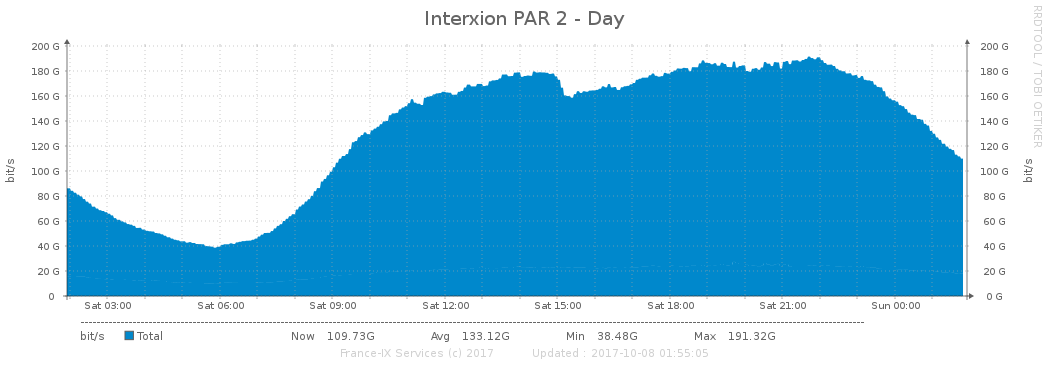 Interxion PAR 2 - Day
RRDTOOL / TOBI OETIKER
200 G 200 G
180 G 180 G
160 G 160 G
140 G 140 G
120 G 120 G
100 G 100 G
80 G 80 G
60 G 60 G
40 G 40 G
20 G 20 G
0 0 G
bit/s
bit/s
Sat 03:00 Sat 06:00 Sat 09:00 Sat 12:00 Sat 15:00 Sat 18:00 Sat 21:00 Sun 00:00
bit/s Total Now 109.73G Avg 133.12G Min 38.48G Max 191.32G
France-IX Services (c) 2017 Updated : 2017-10-08 01:55:05